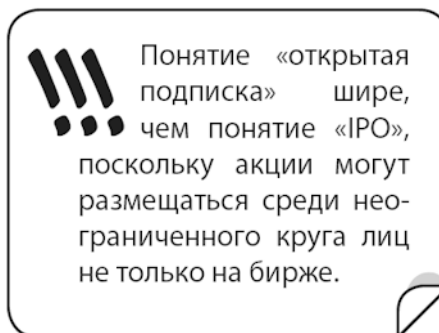 !!!
Понятие «открытая
подписка» шире,
чем понятие «IPO»,
поскольку акции могут
размещаться среди нео-
граниченного круга лиц
не только на бирже.